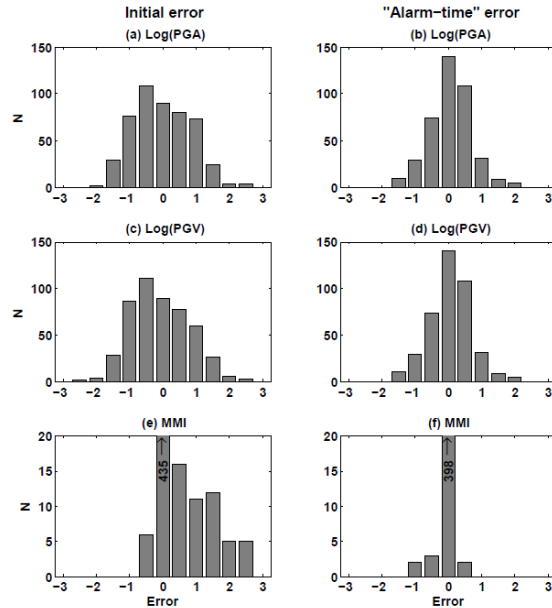 Initial error
"Alarm-time" error
(a) Log(PGA)
(b) Log(PGA)
150
100
50
0
N
−3 −2 −1 0 1 2 3
150
100
50
0
−3 −2 −1 0 1 2 3
(c) Log(PGV)
(d) Log(PGV)
150
100
50
0
N
−3 −2 −1 0 1 2 3
150
100
50
0
−3 −2 −1 0 1 2 3
(e) MMI
(f) MMI
20
15
10
5
0
N
435
−3 −2 −1 0 1 2 3
Error
20
15
10
5
0
398
−3 −2 −1 0 1 2 3
Error